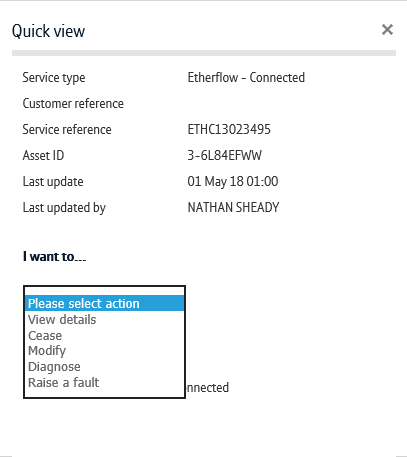 Quick view ×
Service type Etherflow - Connected
Customer reference
Service reference ETHC13023495
Asset ID 3-6L84EFWW
Last update 01 May 18 01:00
Last updated by NATHAN SHEADY
I want to...
Please select action
View details
Cease
Modify
Diagnose
Raise a fault
nnected